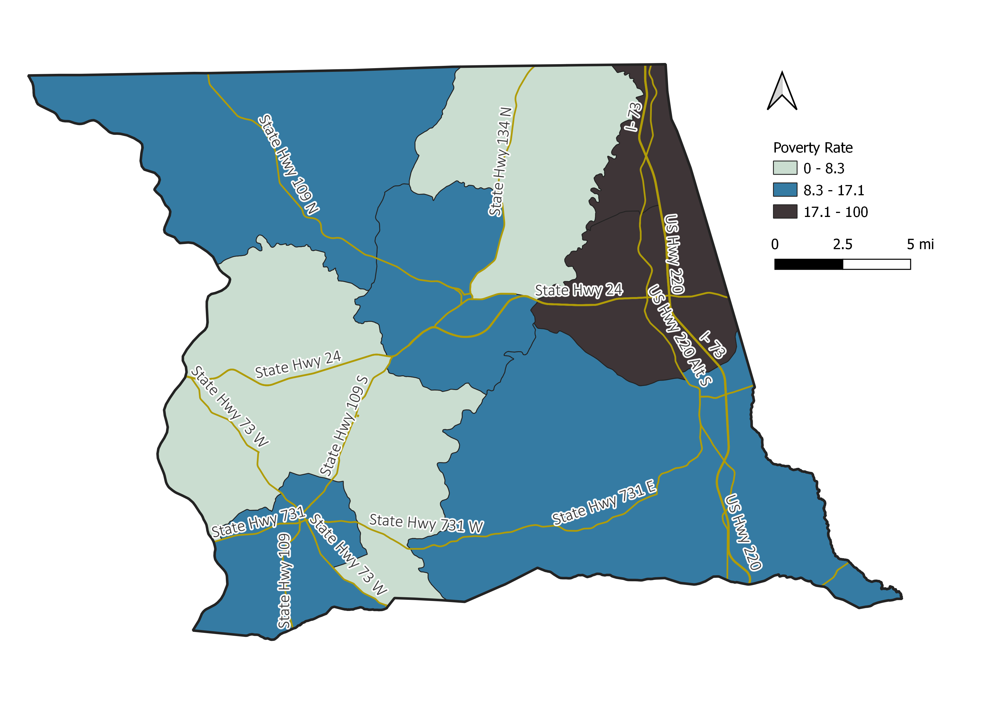 State Hwy 109 N
State Hwy 134 N
I- 73
US Hwy 220
State Hwy 24
US Hwy 220 Alt S
I- 73
State Hwy 24
State Hwy 73 W
State Hwy 109 S
State Hwy 731
State Hwy 109
State Hwy 73 W
State Hwy 731 W
State Hwy 731 E
US Hwy 220
Poverty Rate
0 - 8.3
8.3 - 17.1
17.1 - 100
0 2.5 5 mi